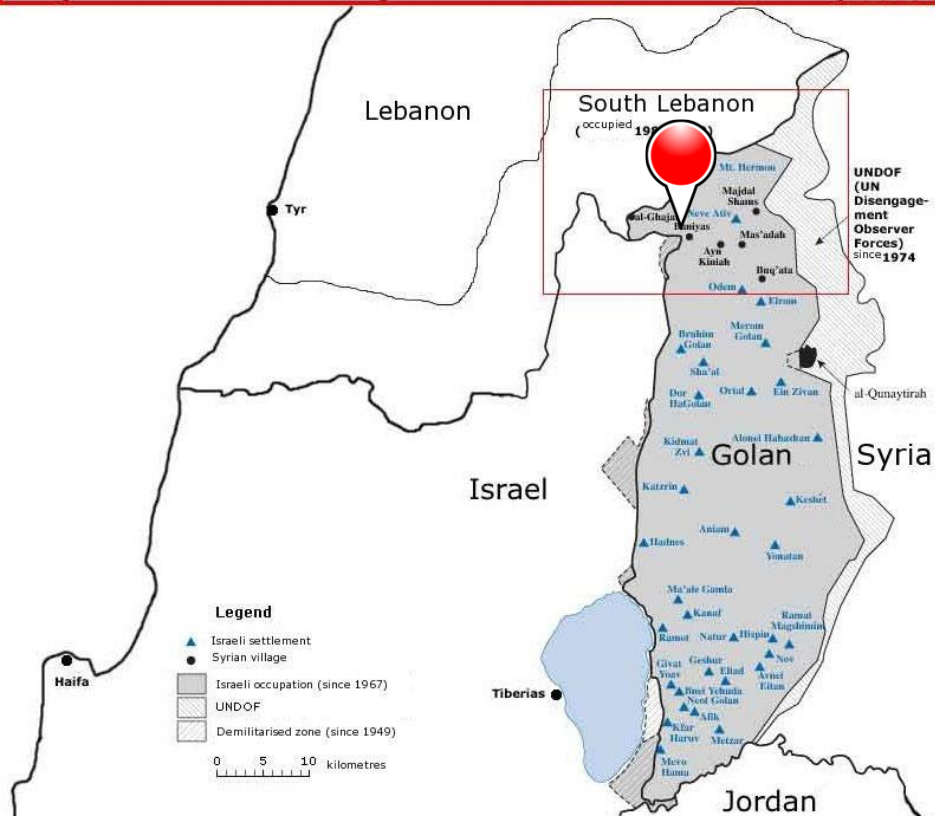 Lebanon
South Lebanon
(occupied 19
)
Mt. Hermon
Majdal
Shams
UNDOF
(UN
Disengage-
ment
Observer
Forces)
since 1974
Tyr
al-Ghaja
Neve Ativ
Baniyas
Mas'adah
Ayn
Kiniah
Buq'ata
Odem
Elrom
Bruhim
Golan
Merom
Golan
Sha'al
al-Qunaytirah
Dor
HaGolan
Ortal
Ein Zivan
Kidmat
Zvi
Alonei Habashan
Golan
Syria
Israel
Katzrin
Keshet
Aniam
Hadnes
Yonatan
Ma'ale Gamla
Kanaf
Ramat
Magshimim
Ramot
Natur
Hispin
Nov
Givat
Yoav
Geshur
Eliad
Avnei
Eitan
Bnei Yehuda
Neot Golan
Afik
Kfar
Haruv
Metzar
Mevo
Hama
Tiberias
Haifa
Legend
Israeli settlement
Syrian village
Israeli occupation (since 1967)
UNDOF
Demilitarised zone (since 1949)
0 5 10 kilometres
Jordan